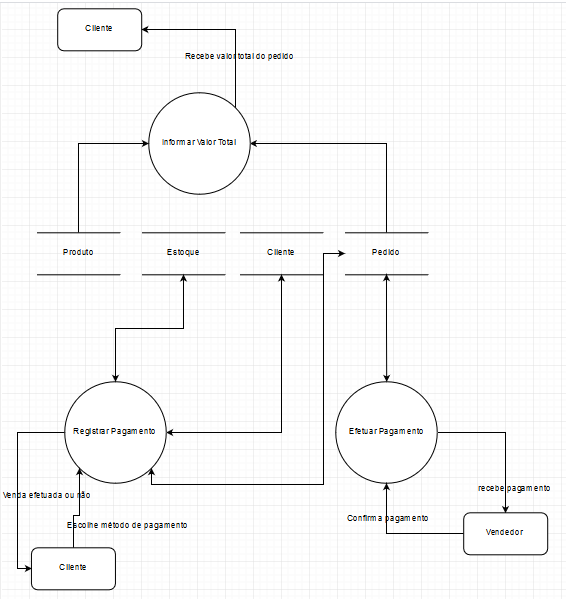 Cliente
Recebe valor total do pedido
Informar Valor Total
Produto
Estoque
Cliente
Pedido
Registrar Pagamento
Efetuar Pagamento
Venda efetuada ou não
recebe pagamento
Escolhe método de pagamento
Confirma pagamento
Vendedor
Cliente